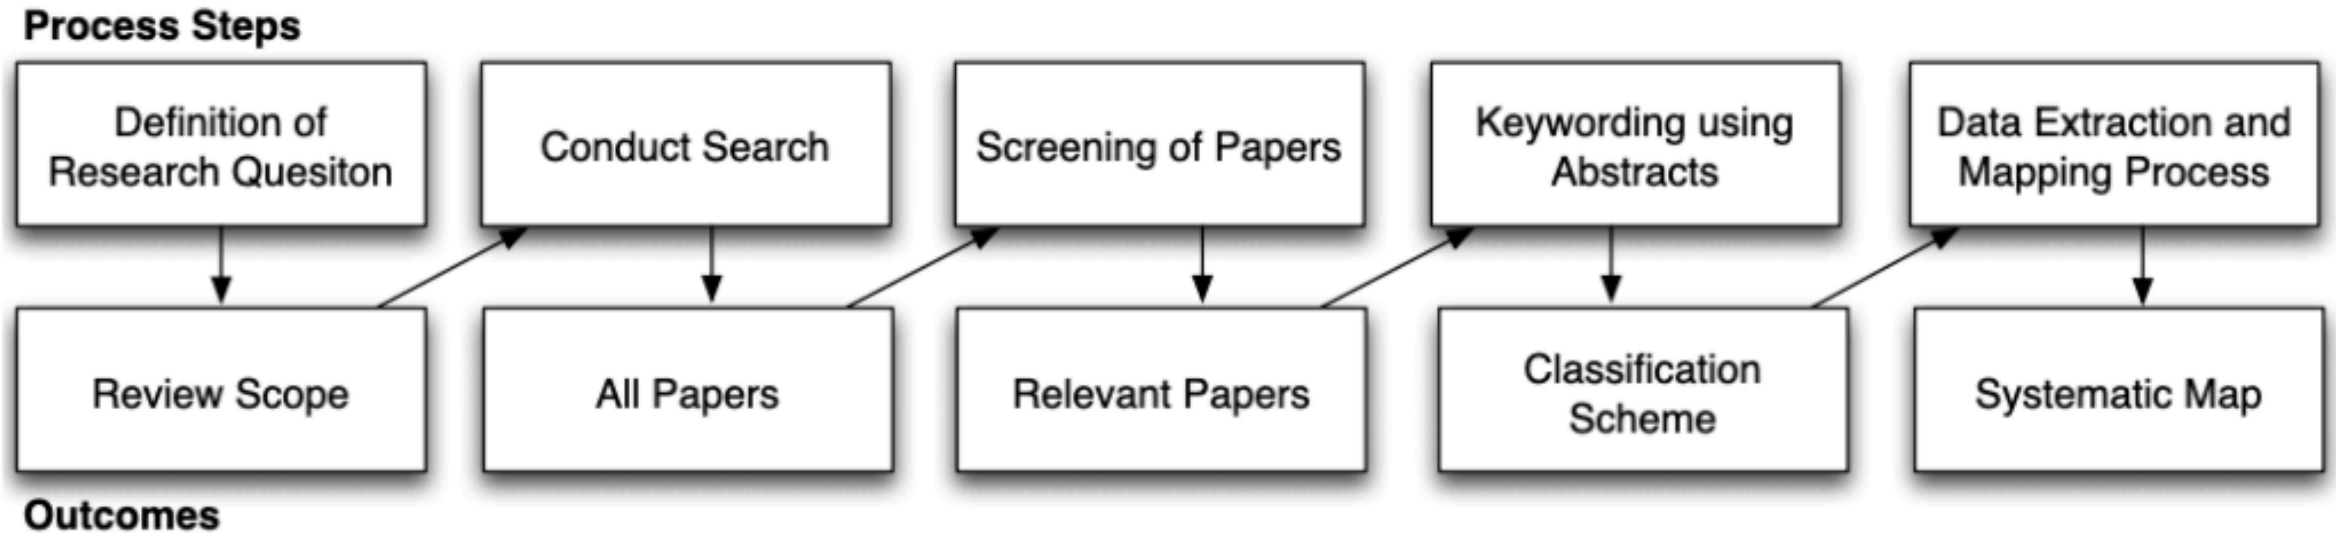 Process Steps
Definition of
Research Quesiton
Conduct Search
Screening of Papers
Keywording using
Abstracts
Data Extraction and
Mapping Process
Review Scope
All Papers
Relevant Papers
Classification
Scheme
Systematic Map
Outcomes